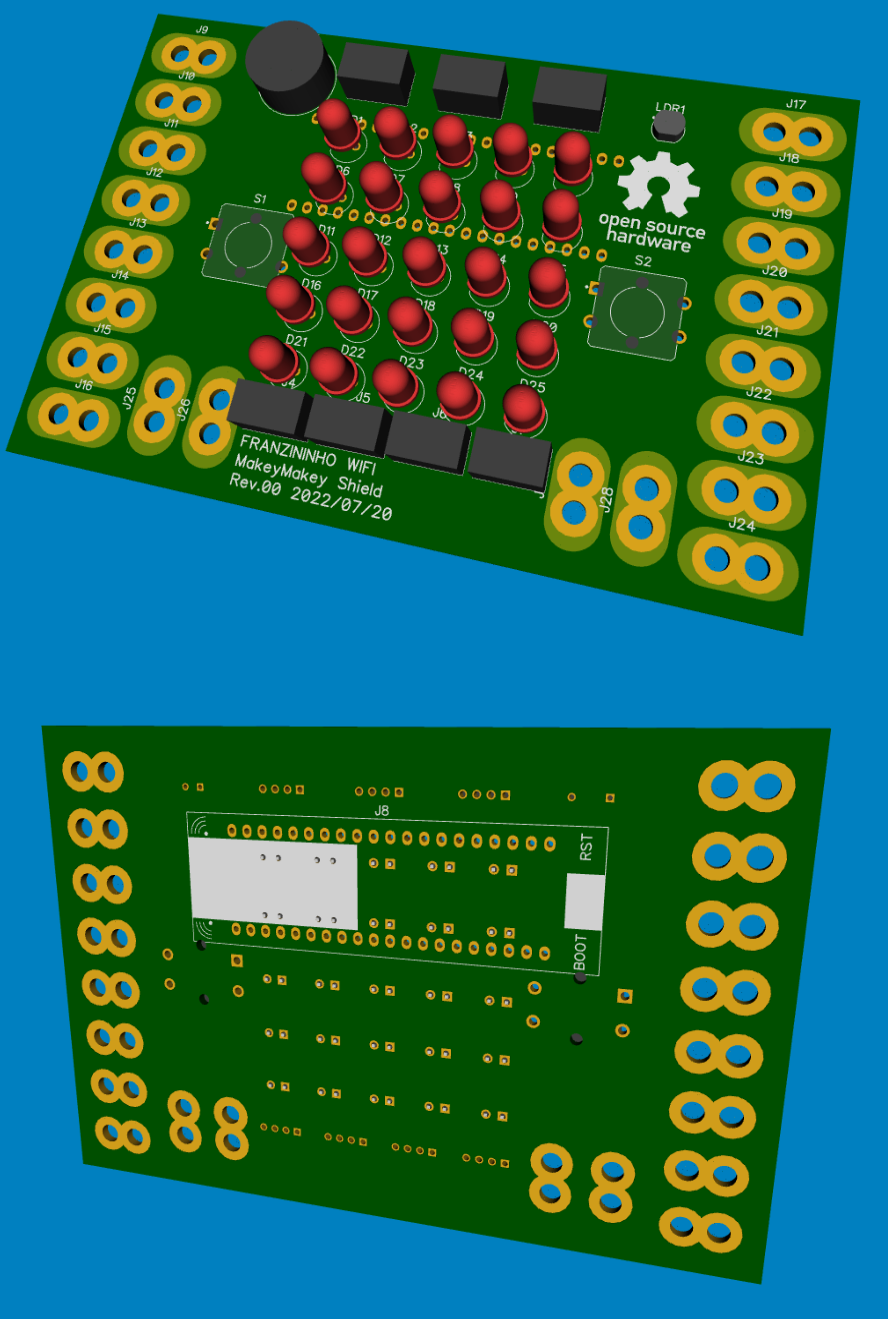 J9
J10
J11
J12
J13
J14
J15
J16
J25
J26
S1
LDR1
J17
J18
J19
J20
J21
J22
J23
J24
J28
open source
hardware
S2
D11
D12
D16
D17
D18
D21
D22
D23
D24
D25
J5
FRANZININHO WIFI
MakeyMakey Shield
Rev.00 2022/07/20
J8
RST
BOOT